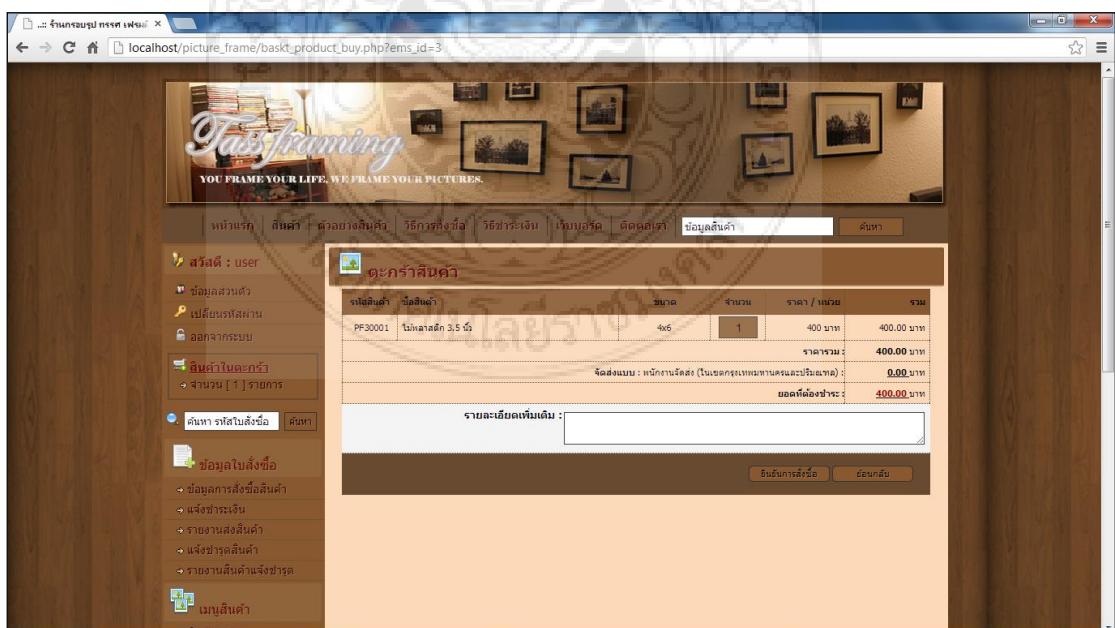 ..:: ร้านกรอบรูป ทรรศ เฟรม
localhost/picture_frame/baskt_product_buy.php?ems_id=3
Tass framing
YOU FRAME YOUR LIFE, WE FRAME YOUR PICTURES.
หน้าแรก สินค้า ตัวอย่างสินค้า วิธีการสั่งซื้อ วิธีชำระเงิน เว็บบอร์ด ติดต่อเรา ข้อมูลสินค้า ค้นหา
สวัสดี : user
ข้อมูลส่วนตัว
เปลี่ยนรหัสผ่าน
ออกจากระบบ
สินค้าในตะกร้า
จำนวน [ 1 ] รายการ
ค้นหา รหัสใบสั่งซื้อ ค้นหา
ข้อมูลใบสั่งซื้อ
ข้อมูลการสั่งซื้อสินค้า
แจ้งชำระเงิน
รายงานส่งสินค้า
แจ้งชำรุดสินค้า
รายงานสินค้าแจ้งชำรุด
เมนูสินค้า
ตะกร้าสินค้า
รหัสสินค้า ชื่อสินค้า ขนาด จำนวน ราคา / หน่วย รวม
PF30001 ไม้พลาสติก 3.5 นิ้ว 4x6 1 400 บาท 400.00 บาท
ราคารวม : 400.00 บาท
จัดส่งแบบ : พนักงานจัดส่ง (ในเขตกรุงเทพมหานครและปริมณฑล) : 0.00 บาท
ยอดที่ต้องชำระ : 400.00 บาท
รายละเอียดเพิ่มเติม :
ยืนยันการสั่งซื้อ ย้อนกลับ